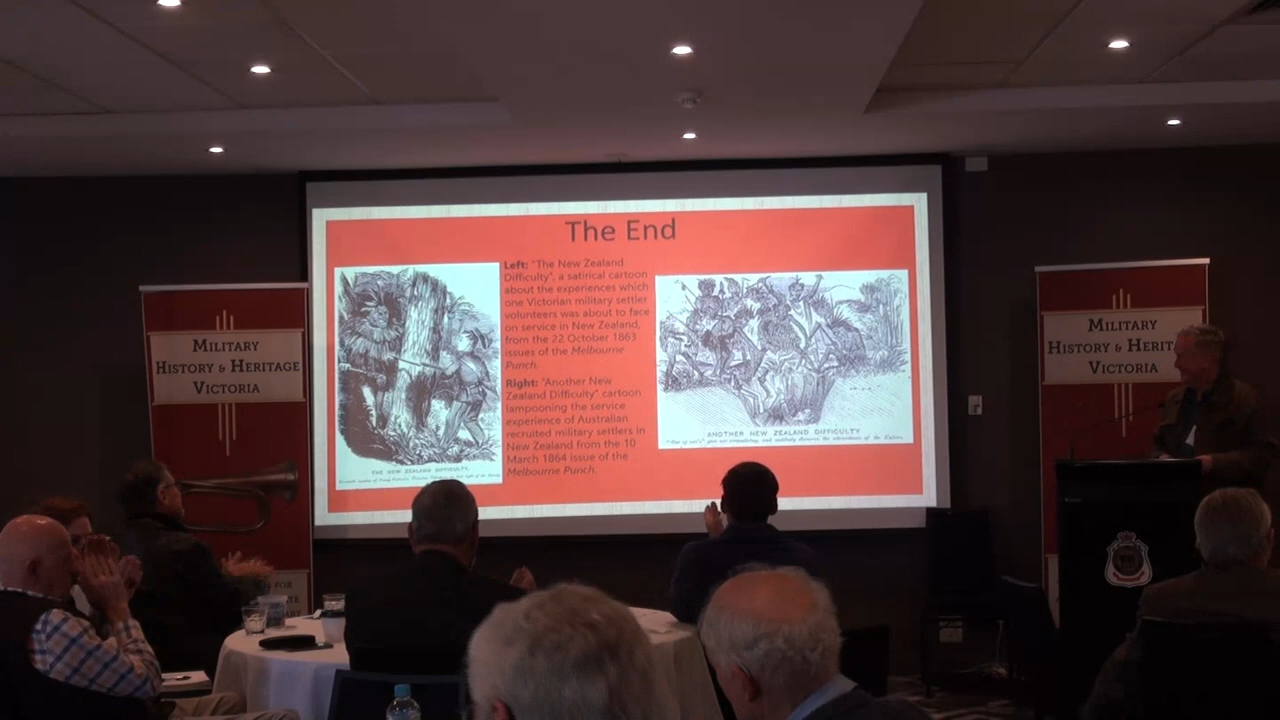 The End
Left: "The New Zealand
Difficulty", a satirical cartoon
about the experiences which
one Victorian military settler
volunteers was about to face
on service in New Zealand,
from the 22 October 1863
issues of the Melbourne
Punch.
Right: "Another New
Zealand Difficulty" cartoon
lampooning the service
experience of Australian
recruited military settlers in
New Zealand from the 10
March 1864 issue of the
Melbourne Punch.
THE NEW ZEALAND DIFFICULTY.
ANOTHER NEW ZEALAND DIFFICULTY
MILITARY
HISTORY & HERITAGE
VICTORIA
FOR
MILITARY
HISTORY & HERIT
VICTORIA